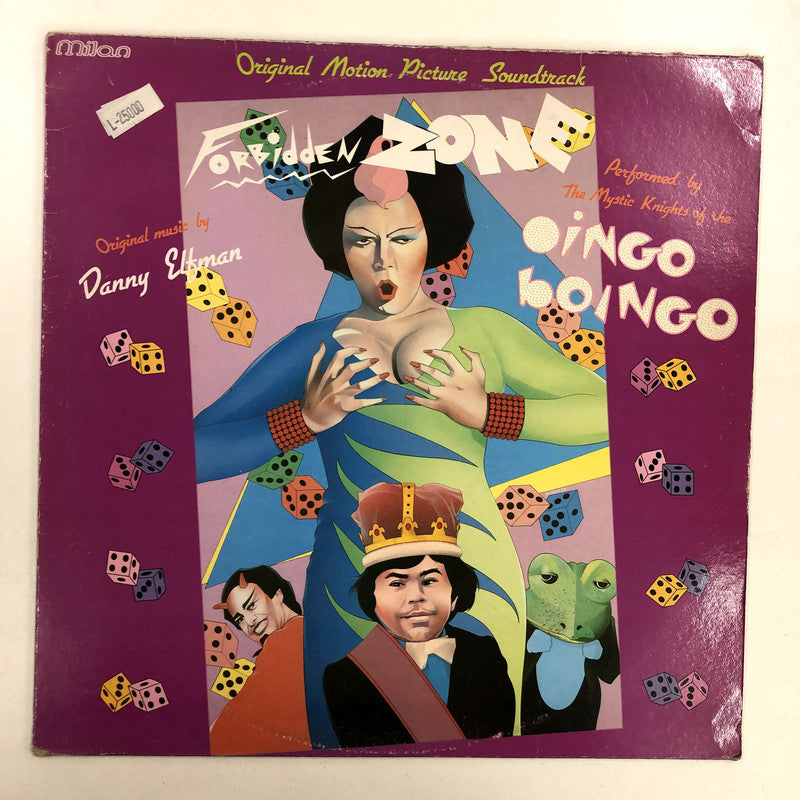 milan
Original Motion Picture Soundtrack
L-25000
Forbidden ZONE
Performed by
The Mystic Knights of the
OiNGO
bOiNGO
Original music by
Danny Elfman